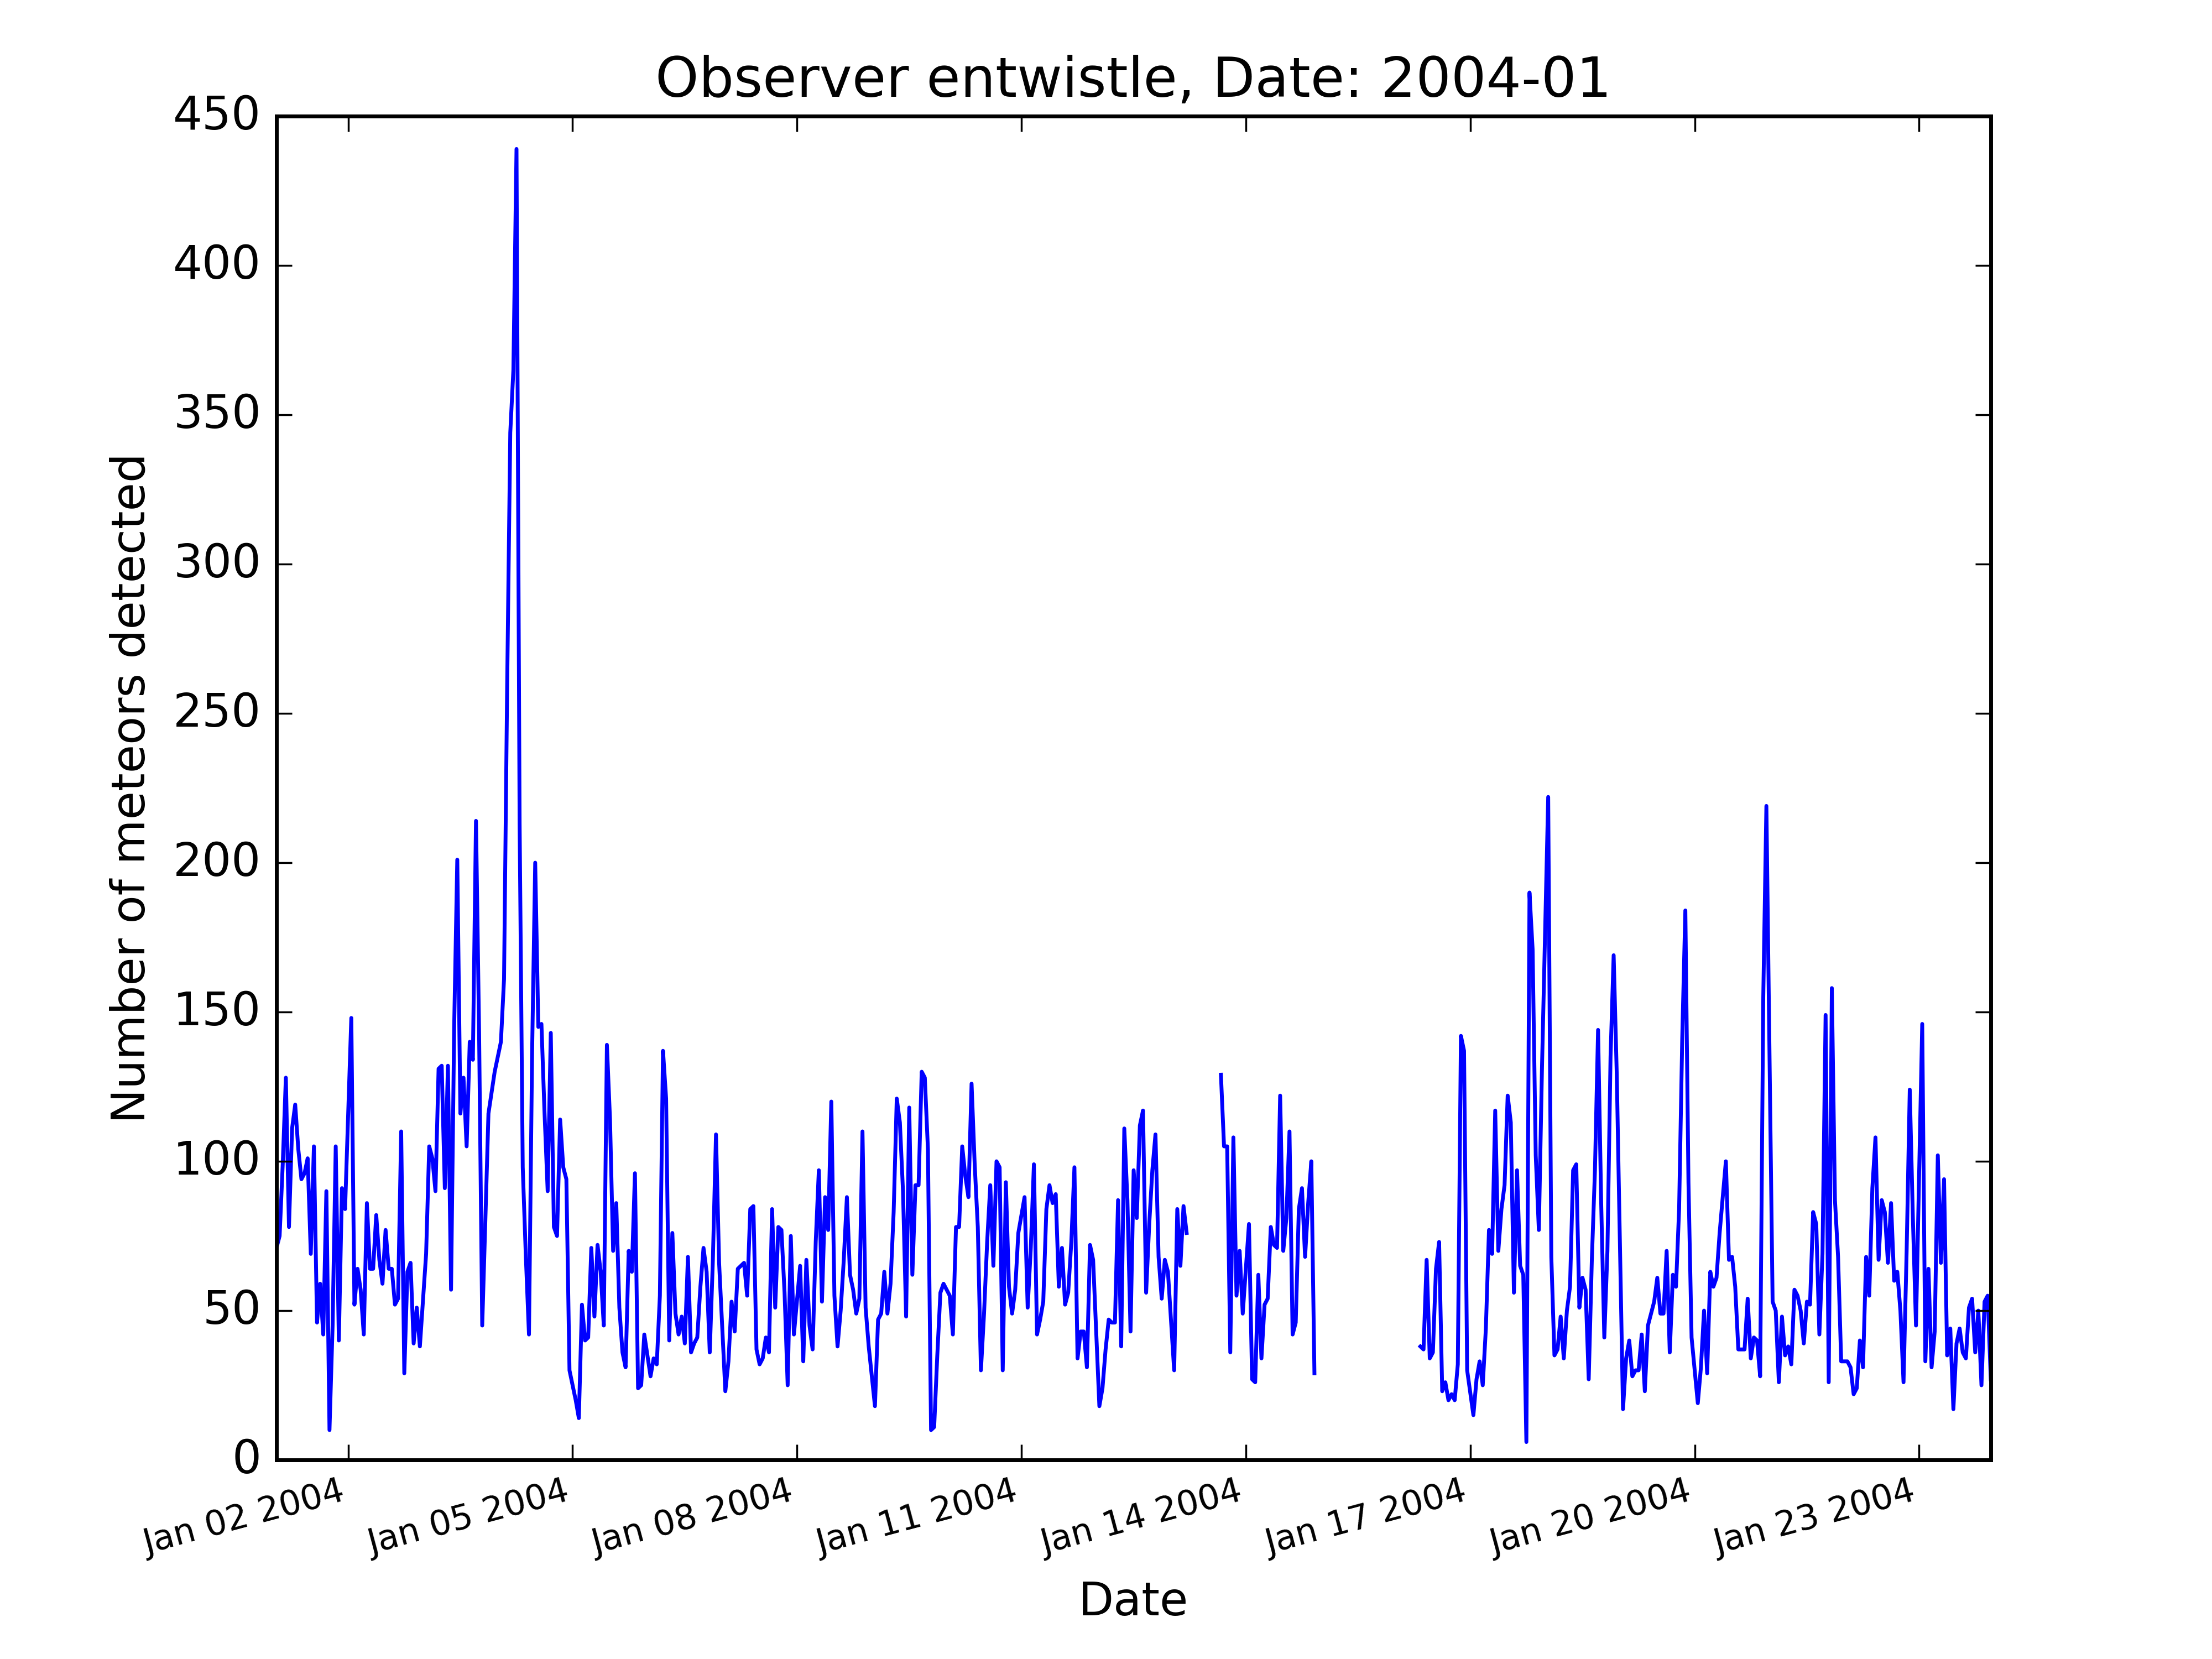 Observer entwistle, Date: 2004-01
450
400
350
300
250
200
150
100
50
0
Number of meteors detected
Jan 02 2004
Jan 05 2004
Jan 08 2004
Jan 11 2004
Jan 14 2004
Jan 17 2004
Jan 20 2004
Jan 23 2004
Date